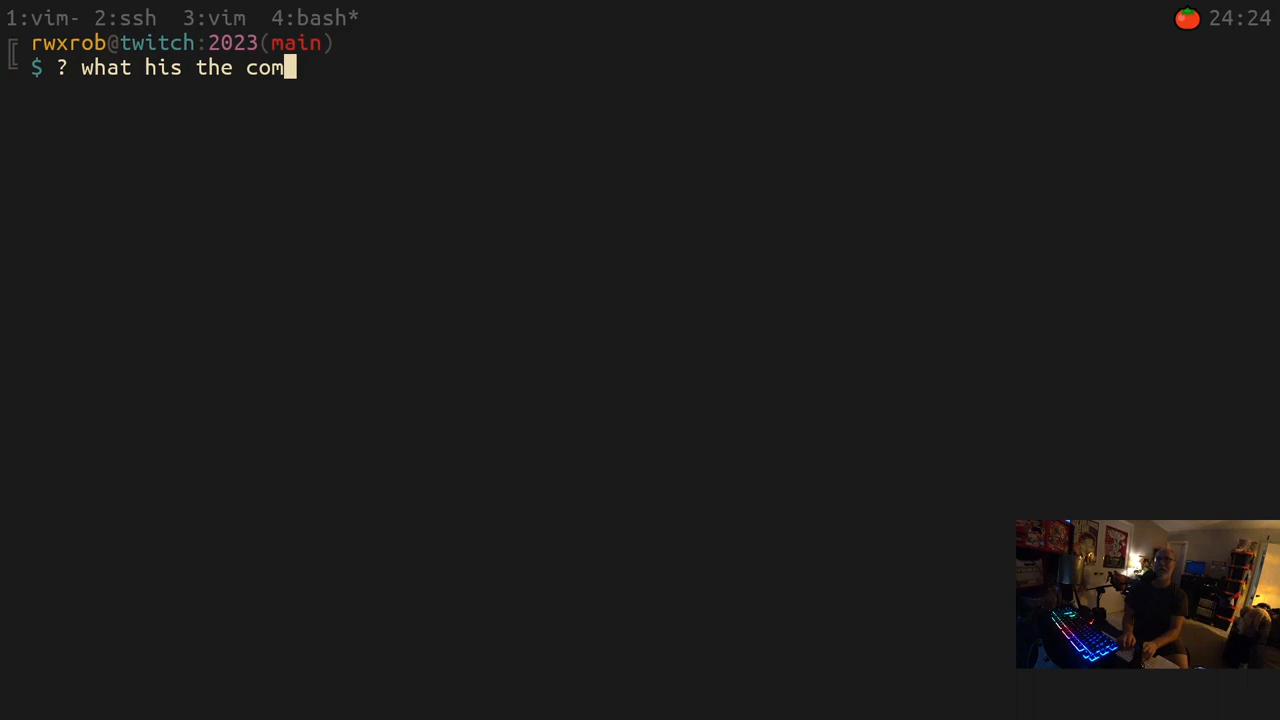 1:vim- 2:ssh  3:vim  4:bash* 24:24
rwxrob@twitch:2023(main)
$ ? what his the com